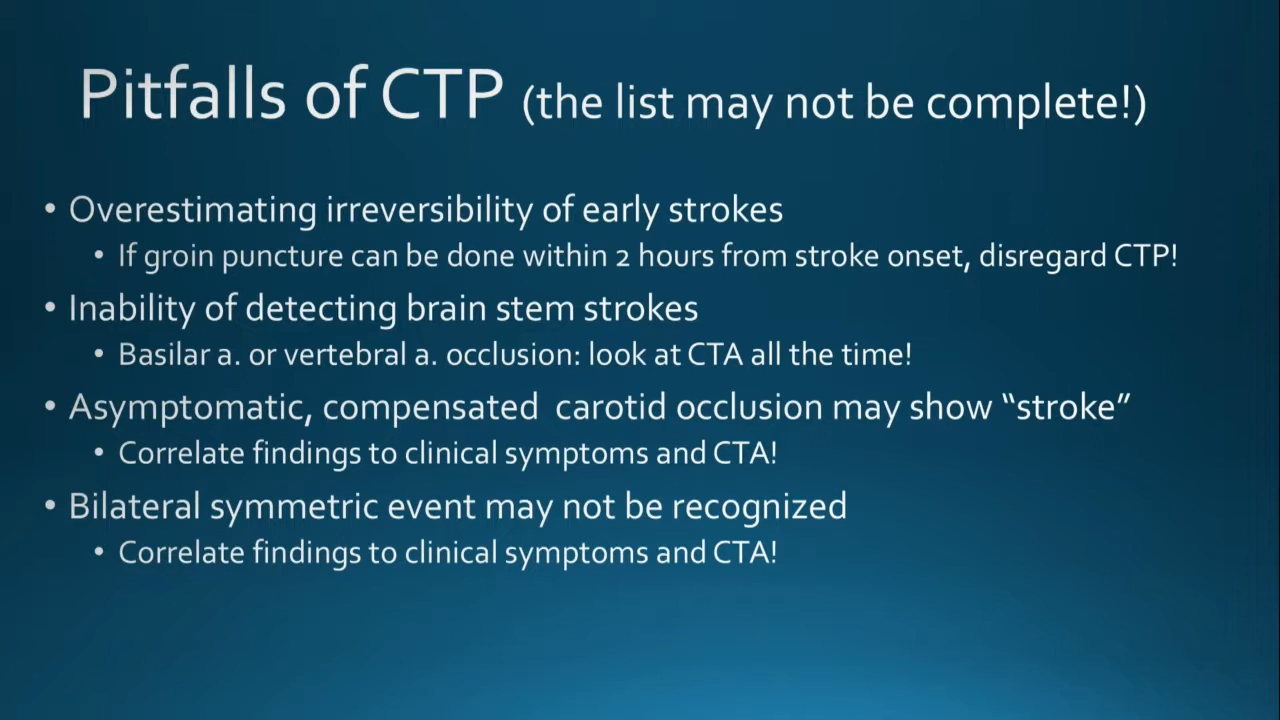 Pitfalls of CTP (the list may not be complete!)
• Overestimating irreversibility of early strokes
• If groin puncture can be done within 2 hours from stroke onset, disregard CTP!
• Inability of detecting brain stem strokes
• Basilar a. or vertebral a. occlusion: look at CTA all the time!
• Asymptomatic, compensated  carotid occlusion may show “stroke”
• Correlate findings to clinical symptoms and CTA!
• Bilateral symmetric event may not be recognized
• Correlate findings to clinical symptoms and CTA!